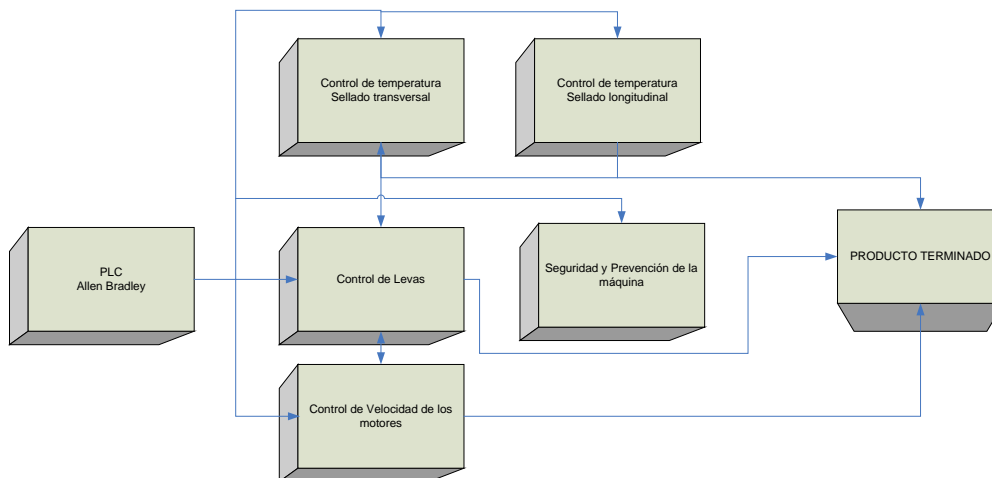 Control de temperatura
Sellado transversal
Control de temperatura
Sellado longitudinal
PLC
Allen Bradley
Control de Levas
Seguridad y Prevención de la
máquina
PRODUCTO TERMINADO
Control de Velocidad de los
motores